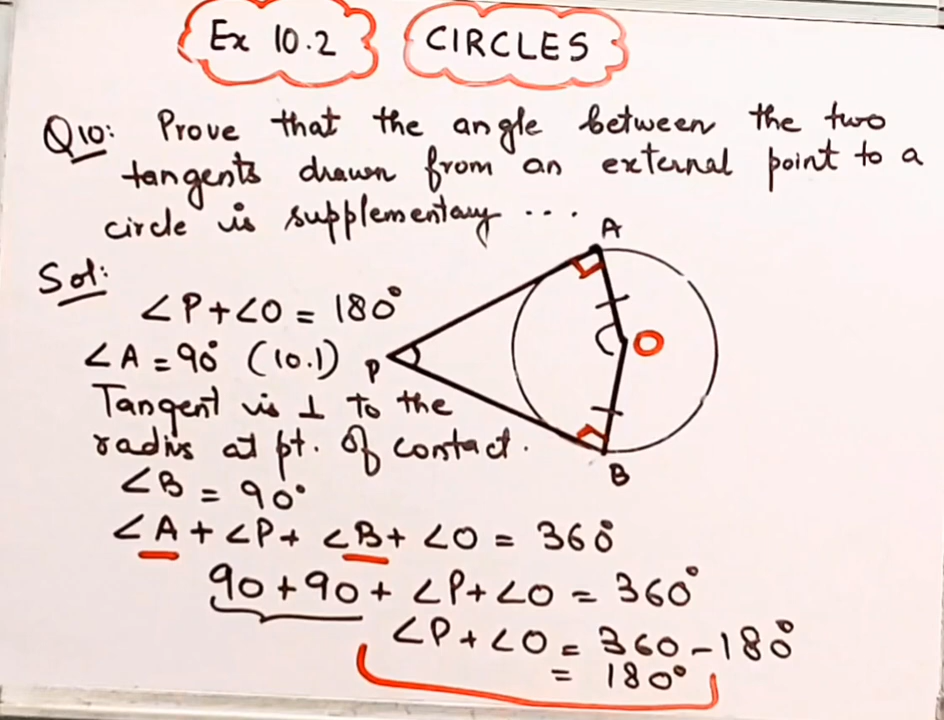 Ex 10.2 CIRCLES
Q10: Prove that the angle between the two
tangents drawn from an external point to a
circle is supplementary ....
Sol:
∠P+∠O = 180°
∠A = 90° (10.1)
Tangent is ⊥ to the
radius at pt. of contact.
∠B = 90°
∠A + ∠P + ∠B + ∠O = 360°
90+90+ ∠P+∠O = 360°
∠P+∠O = 360-180°
= 180°
A
P
O
B